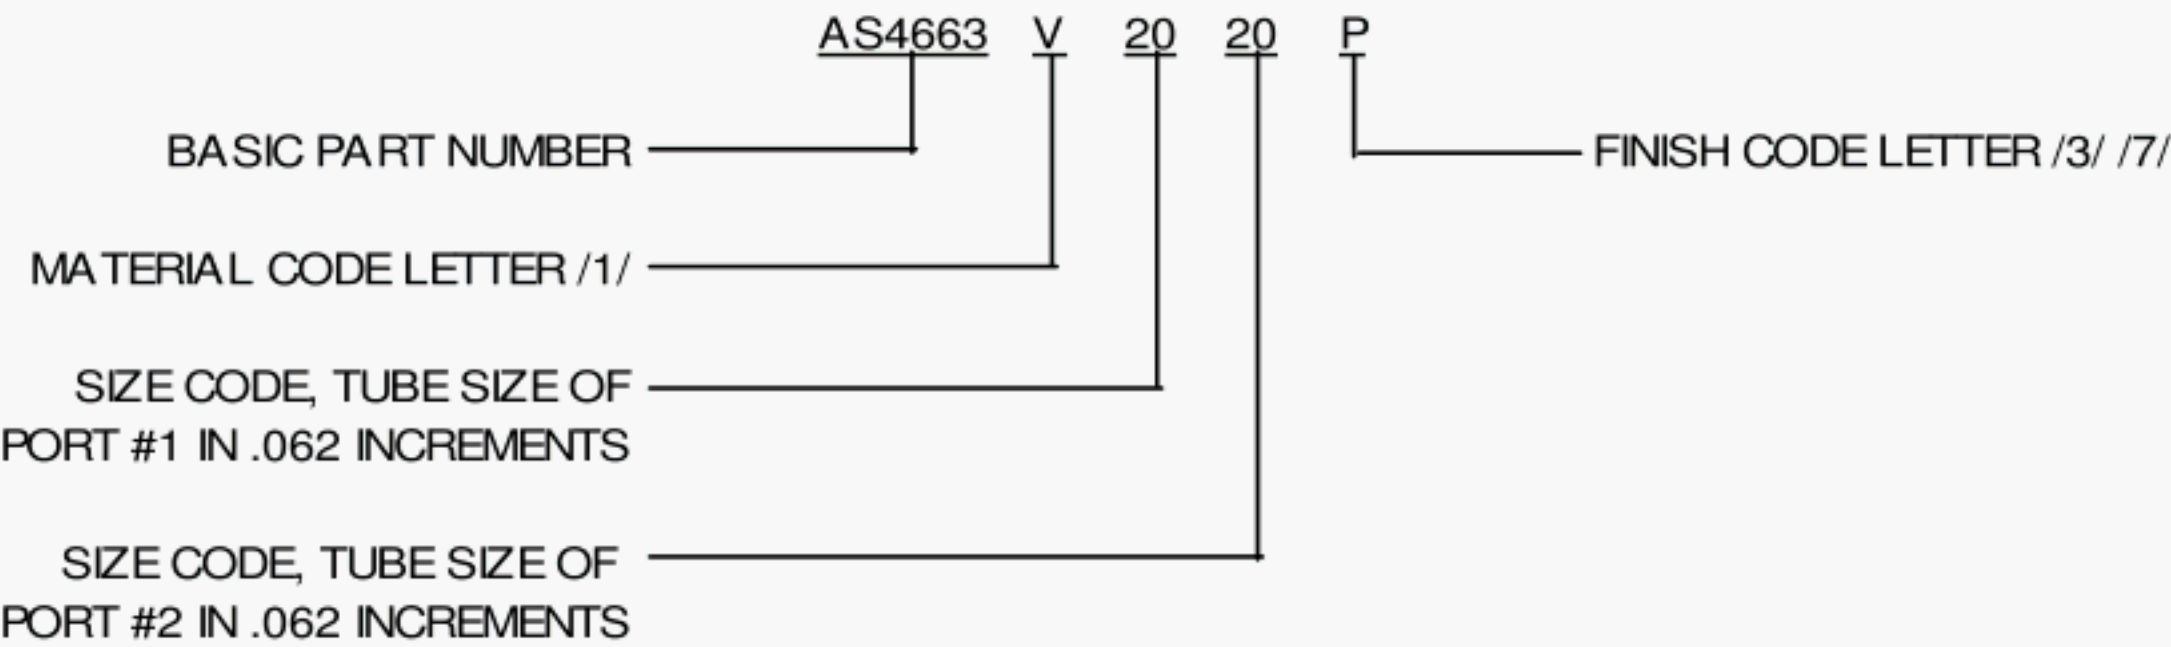 AS4663 V 20 20 P
BASIC PART NUMBER
FINISH CODE LETTER /3/ /7/
MATERIAL CODE LETTER /1/
SIZE CODE, TUBE SIZE OF
PORT #1 IN .062 INCREMENTS
SIZE CODE, TUBE SIZE OF
PORT #2 IN .062 INCREMENTS